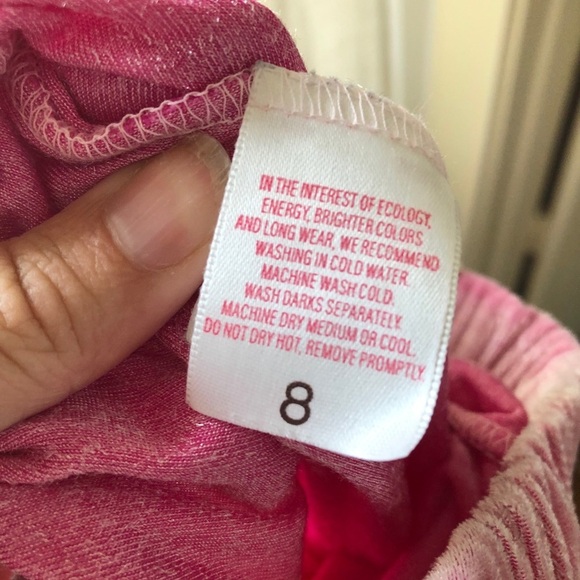 IN THE INTEREST OF ECOLOGY,
ENERGY, BRIGHTER COLORS
AND LONG WEAR, WE RECOMMEND
WASHING IN COLD WATER.
MACHINE WASH COLD.
WASH DARKS SEPARATELY.
MACHINE DRY MEDIUM OR COOL.
DO NOT DRY HOT, REMOVE PROMPTLY.
8